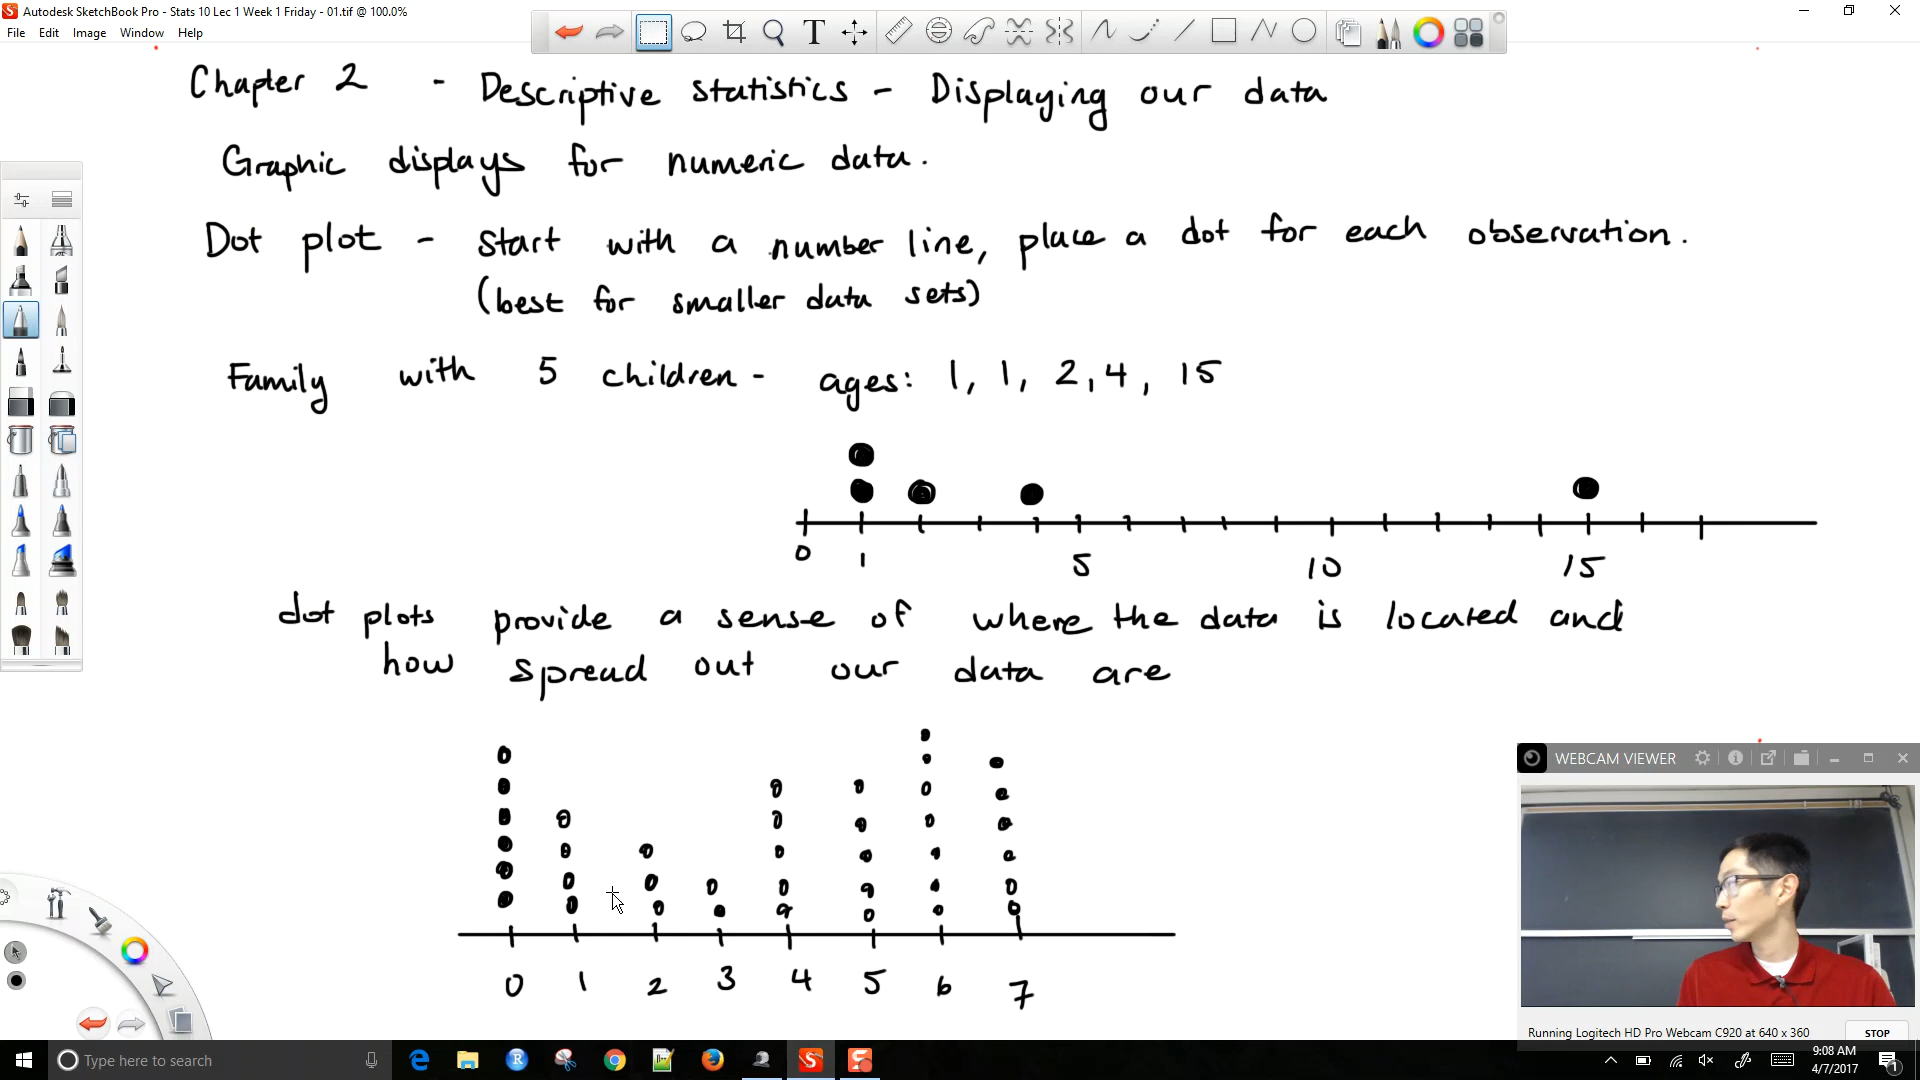 Autodesk SketchBook Pro - Stats 10 Lec 1 Week 1 Friday - 01.tif @ 100.0%
File Edit Image Window Help
Chapter 2 - Descriptive statistics - Displaying our data
Graphic displays for numeric data.
Dot plot - start with a number line, place a dot for each observation.
(best for smaller data sets)
Family with 5 children - ages: 1, 1, 2, 4, 15
0 1 5 10 15
dot plots provide a sense of where the data is located and
how spread out our data are
0 1 2 3 4 5 6 7
WEBCAM VIEWER
Running Logitech HD Pro Webcam C920 at 640 x 360
STOP
Type here to search
9:08 AM
4/7/2017